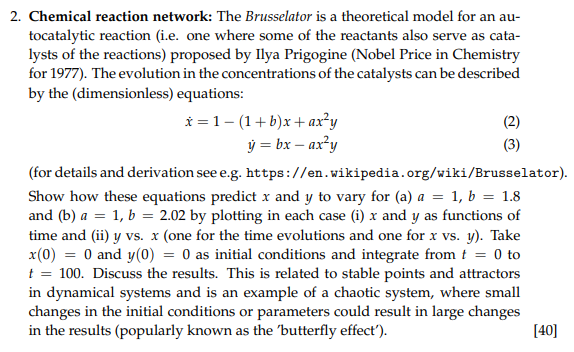 2. Chemical reaction network: The Brusselator is a theoretical model for an au-
tocatalytic reaction (i.e. one where some of the reactants also serve as cata-
lysts of the reactions) proposed by Ilya Prigogine (Nobel Price in Chemistry
for 1977). The evolution in the concentrations of the catalysts can be described
by the (dimensionless) equations:
ẋ = 1 − (1 + b)x + ax²y (2)
ẏ = bx − ax²y (3)
(for details and derivation see e.g. https://en.wikipedia.org/wiki/Brusselator).
Show how these equations predict x and y to vary for (a) a = 1, b = 1.8
and (b) a = 1, b = 2.02 by plotting in each case (i) x and y as functions of
time and (ii) y vs. x (one for the time evolutions and one for x vs. y). Take
x(0) = 0 and y(0) = 0 as initial conditions and integrate from t = 0 to
t = 100. Discuss the results. This is related to stable points and attractors
in dynamical systems and is an example of a chaotic system, where small
changes in the initial conditions or parameters could result in large changes
in the results (popularly known as the 'butterfly effect'). [40]